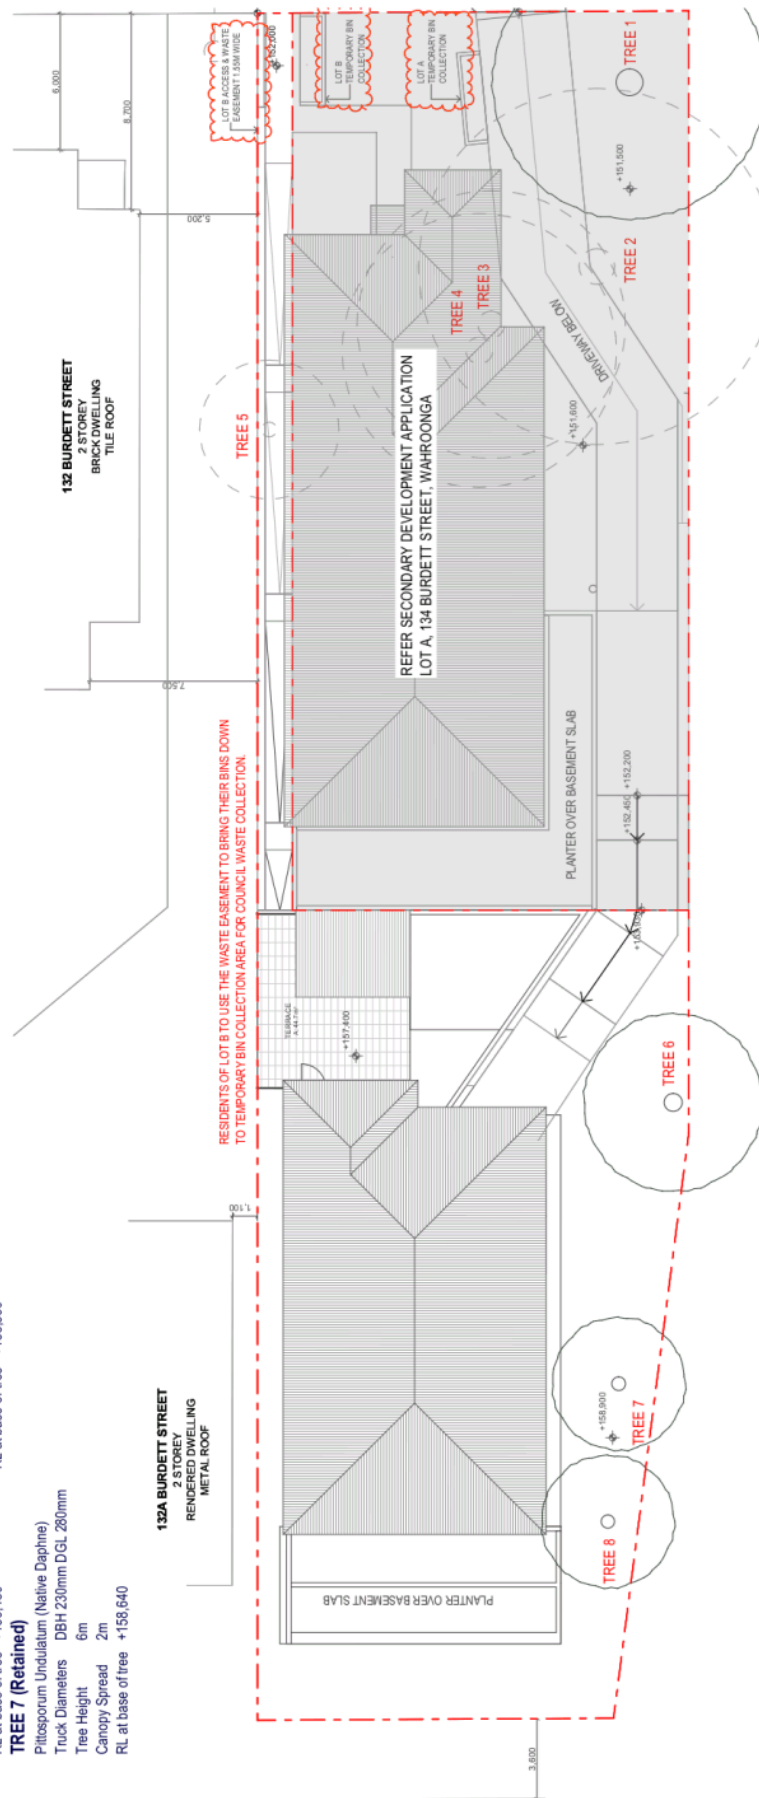 6,000
8,700
LOT B ACCESS & WASTE
EASEMENT 1.55M WIDE
+152,000
LOT B
TEMPORARY BIN
COLLECTION
LOT A
TEMPORARY BIN
COLLECTION
TREE 1
+151,500
5,200
TREE 2
TREE 3
TREE 4
DRIVEWAY BELOW
132 BURDETT STREET
2 STOREY
BRICK DWELLING
TILE ROOF
TREE 5
+151,600
REFER SECONDARY DEVELOPMENT APPLICATION
LOT A, 134 BURDETT STREET, WAHROONGA
7,500
PLANTER OVER BASEMENT SLAB
+152,200
+152,450
RESIDENTS OF LOT B TO USE THE WASTE EASEMENT TO BRING THEIR BINS DOWN
TO TEMPORARY BIN COLLECTION AREA FOR COUNCIL WASTE COLLECTION.
TERRACE
+157,400
TREE 6
1,100
132A BURDETT STREET
2 STOREY
RENDERED DWELLING
METAL ROOF
+158,900
TREE 7
TREE 8
PLANTER OVER BASEMENT SLAB
3,600
TREE 7 (Retained)
Pittosporum Undulatum (Native Daphne)
Truck Diameters DBH 230mm DGL 280mm
Tree Height 6m
Canopy Spread 2m
RL at base of tree +158,640